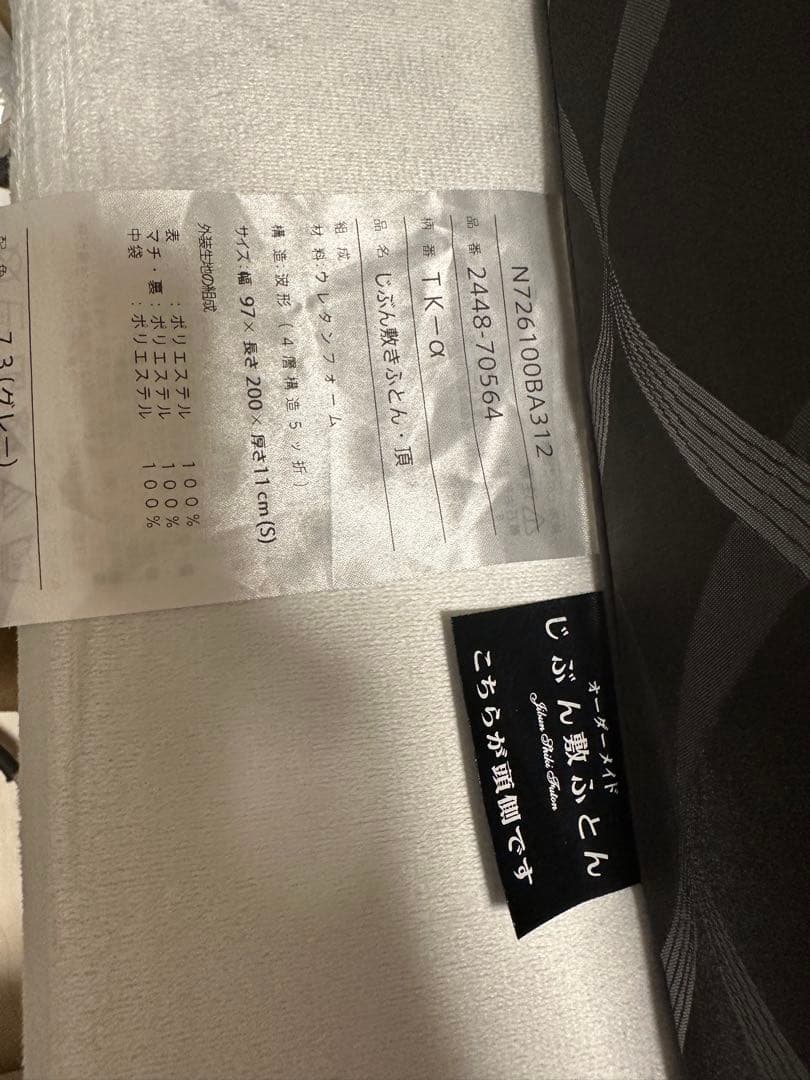 N726100BA312
品番 2448-70564
柄番 TK-α
品名 じぶん敷きふとん・頂
組成
材料:ウレタンフォーム
構造:波形(4層構造5ッ折)
サイズ:幅 97×長さ 200×厚さ11cm(S)
外装生地の組成
表 :ポリエステル 100%
マチ・裏:ポリエステル 100%
中袋 :ポリエステル 100%
配色 73(グレー)
オーダーメイド
じぶん敷ふとん
Jibun Shiki Futon
こちらが頭側です